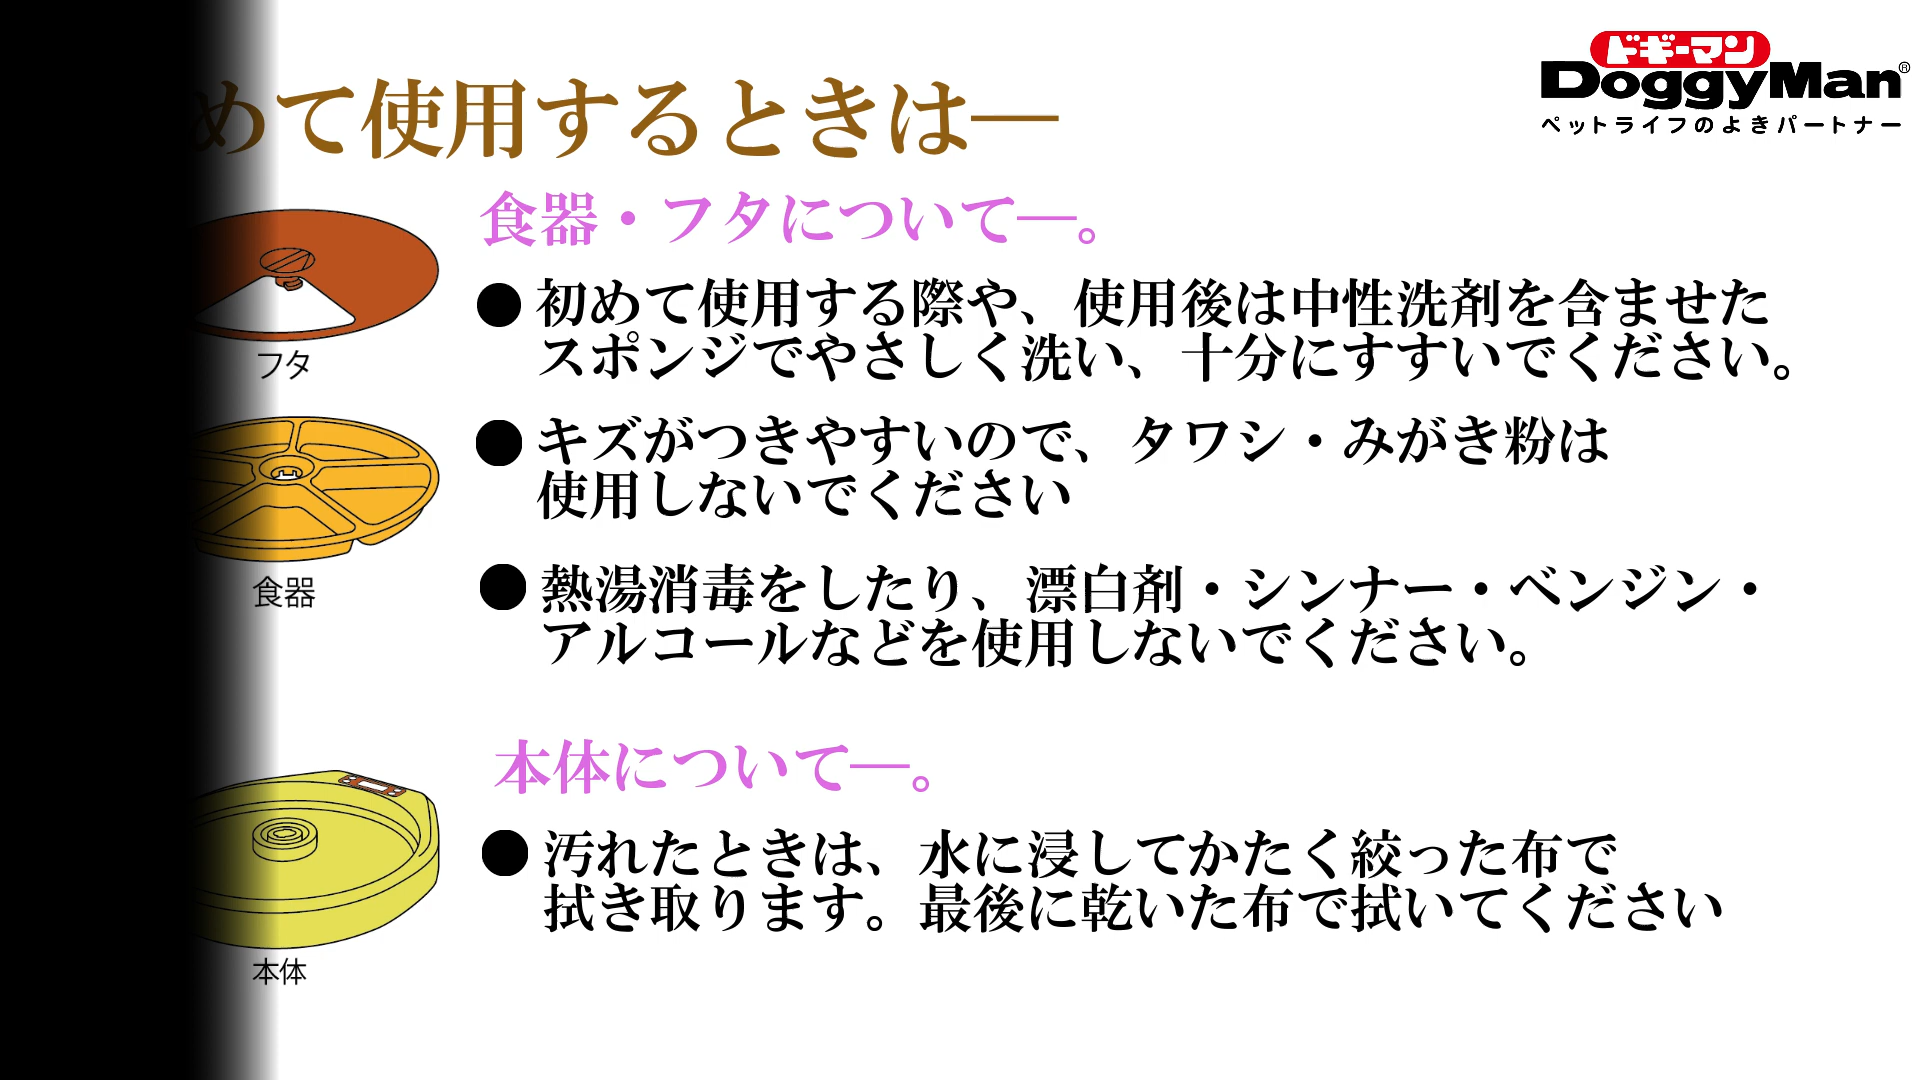 ドギーマン
DoggyMan®
ペットライフのよきパートナー
めて使用するときは―
食器・フタについて―。
フタ
●初めて使用する際や、使用後は中性洗剤を含ませた
スポンジでやさしく洗い、十分にすすいでください。
●キズがつきやすいので、タワシ・みがき粉は
使用しないでください
食器
●熱湯消毒をしたり、漂白剤・シンナー・ベンジン・
アルコールなどを使用しないでください。
本体について―。
●汚れたときは、水に浸してかたく絞った布で
拭き取ります。最後に乾いた布で拭いてください
本体